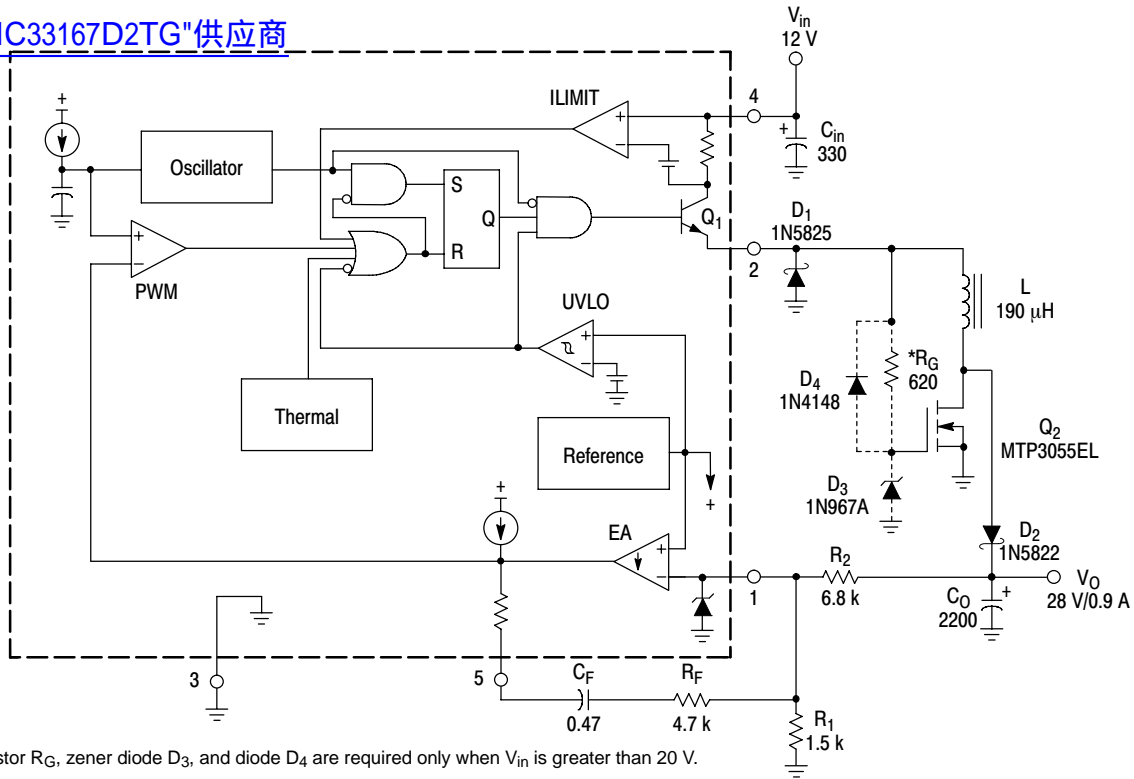 IC33167D2TG"供应商
Vin
12 V
ILIMIT
4
+
+
−
+
Cin
330
Oscillator
S
Q
R
Q1
D1
1N5825
2
+
−
PWM
UVLO
+
−
L
190 μH
*RG
620
D4
1N4148
Thermal
Q2
MTP3055EL
Reference
+
D3
1N967A
+
EA
+
−
D2
1N5822
R2
6.8 k
1
CO
2200
+
VO
28 V/0.9 A
3
5
CF
0.47
RF
4.7 k
R1
1.5 k
stor RG, zener diode D3, and diode D4 are required only when Vin is greater than 20 V.